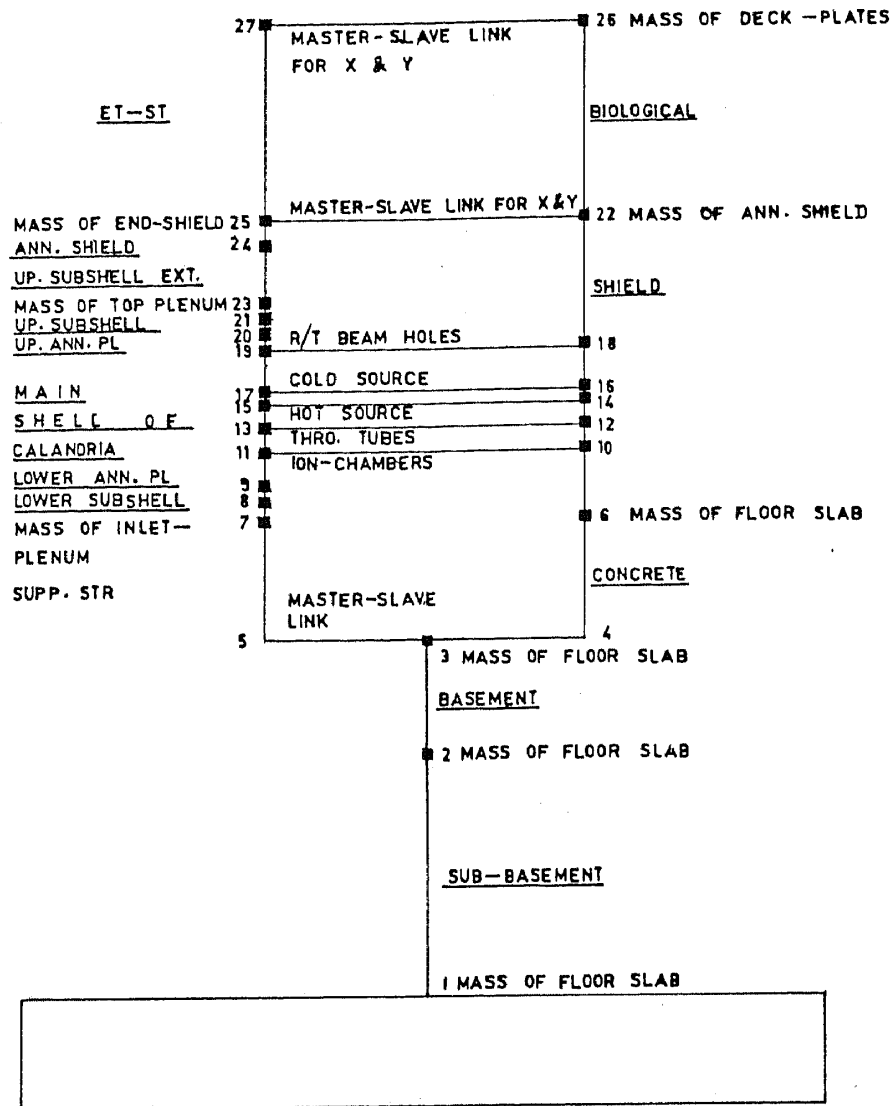 27
MASTER-SLAVE LINK
FOR X & Y
26 MASS OF DECK-PLATES
ET-ST
BIOLOGICAL
MASS OF END-SHIELD 25
MASTER-SLAVE LINK FOR X&Y
22 MASS OF ANN. SHIELD
ANN. SHIELD 24
UP. SUBSHELL EXT.
SHIELD
MASS OF TOP PLENUM 23
UP. SUBSHELL 21
20
UP. ANN. PL 19
R/T BEAM HOLES
18
MAIN 17
COLD SOURCE
16
15
14
SHELL OF 13
HOT SOURCE
12
THRO. TUBES
CALANDRIA 11
10
ION-CHAMBERS
LOWER ANN. PL 9
LOWER SUBSHELL 8
MASS OF INLET- 7
6 MASS OF FLOOR SLAB
PLENUM
CONCRETE
SUPP. STR
MASTER-SLAVE
LINK
5
4
3 MASS OF FLOOR SLAB
BASEMENT
2 MASS OF FLOOR SLAB
SUB-BASEMENT
1 MASS OF FLOOR SLAB